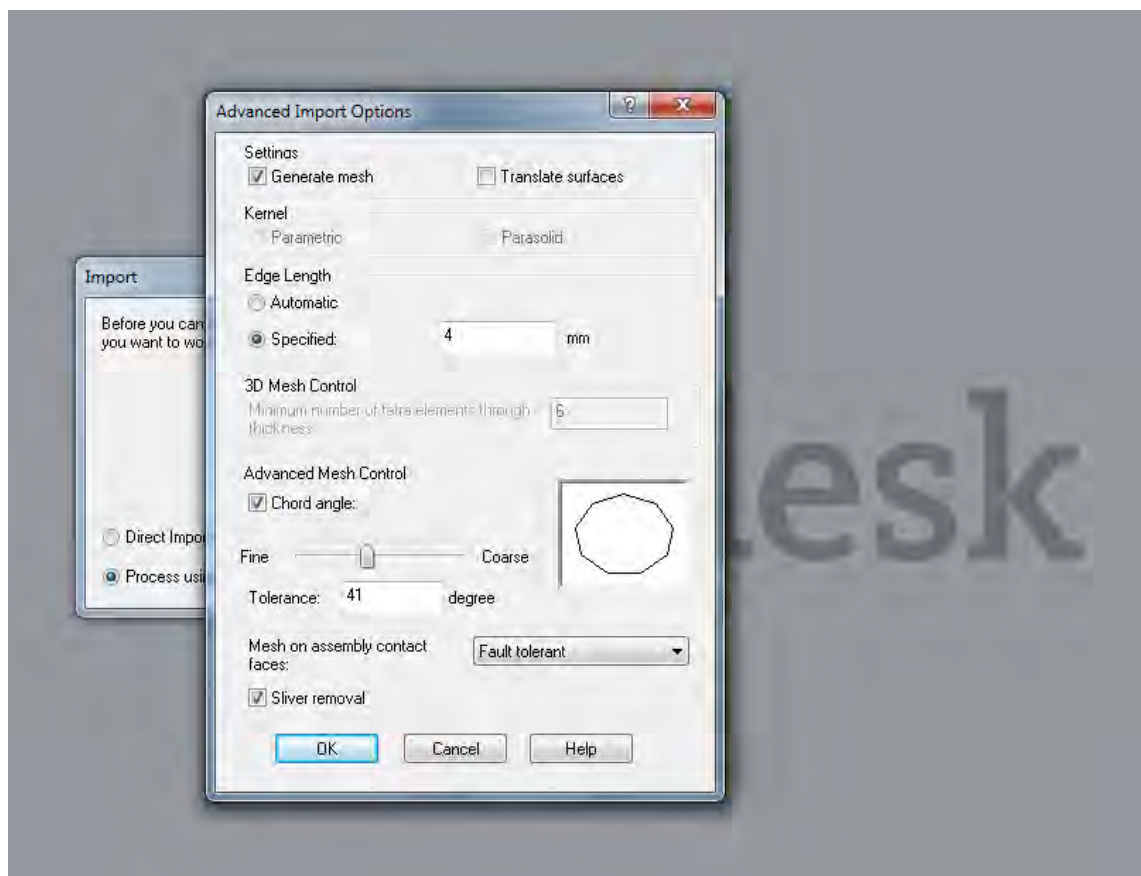 Advanced Import Options
Settings
Generate mesh
Translate surfaces
Kernel
Parametric
Parasolid
Import
Edge Length
Automatic
Before you can
you want to wo
Specified:
4
mm
3D Mesh Control
Minimum number of tetra elements through
thickness
6
Advanced Mesh Control
Chord angle:
esk
Direct Impo
Fine
Coarse
Process usi
Tolerance:
41
degree
Mesh on assembly contact
faces:
Fault tolerant
Sliver removal
OK
Cancel
Help